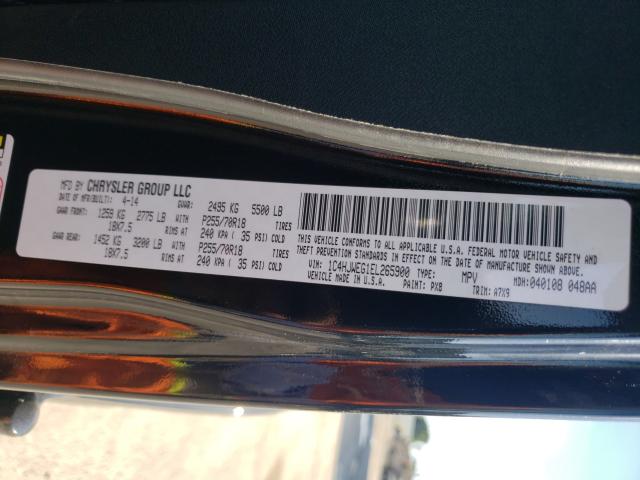 MFD BY CHRYSLER GROUP LLC
DATE OF MFR/BUILT: 4-14 GVWR: 2495 KG 5500 LB
GAWR FRONT: 1259 KG 2775 LB WITH P255/70R18 TIRES
18X7.5 RIMS AT 240 KPA ( 35 PSI) COLD
GAWR REAR: 1452 KG 3200 LB WITH P255/70R18 TIRES
18X7.5 RIMS AT 240 KPA ( 35 PSI) COLD
THIS VEHICLE CONFORMS TO ALL APPLICABLE U.S.A. FEDERAL MOTOR VEHICLE SAFETY AND
THEFT PREVENTION STANDARDS IN EFFECT ON THE DATE OF MANUFACTURE SHOWN ABOVE.
VIN: 1C4HJWEG1EL265900 TYPE: MPV MDH: 040108 048AA
VEHICLE MADE IN U.S.A. PAINT: PX8 TRIM: A7X9